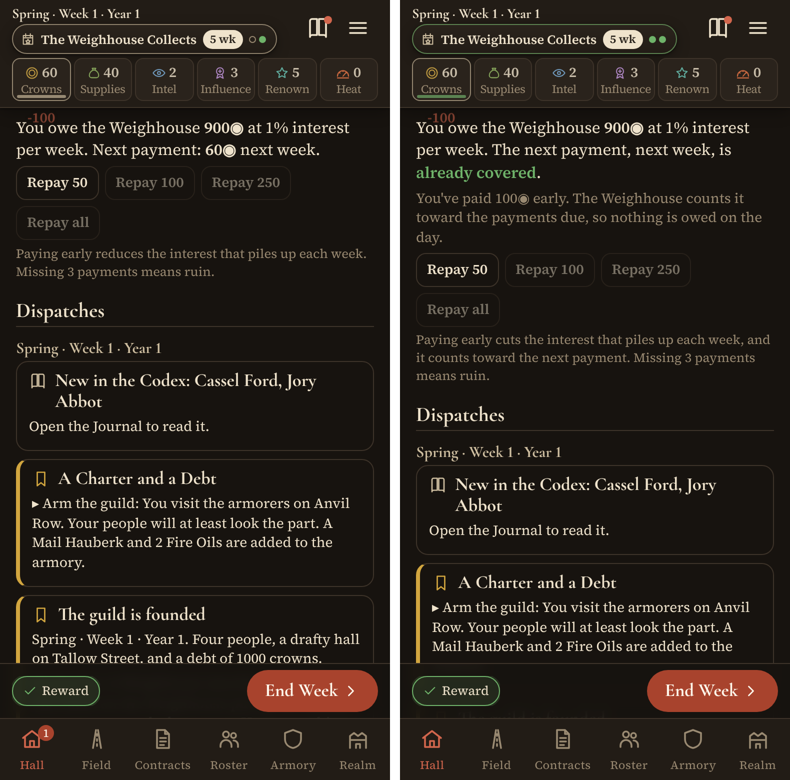 Spring · Week 1 · Year 1
The Weighhouse Collects 5 wk
60 40 2 3 5 0
Crowns Supplies Intel Influence Renown Heat
-100
You owe the Weighhouse 900 at 1% interest
per week. Next payment: 60 next week.
Repay 50 Repay 100 Repay 250
Repay all
Paying early reduces the interest that piles up each week.
Missing 3 payments means ruin.
Dispatches
Spring · Week 1 · Year 1
New in the Codex: Cassel Ford, Jory
Abbot
Open the Journal to read it.
A Charter and a Debt
▸ Arm the guild: You visit the armorers on Anvil
Row. Your people will at least look the part. A
Mail Hauberk and 2 Fire Oils are added to the
armory.
The guild is founded
Spring · Week 1 · Year 1. Four people, a drafty hall
on Tallow Street, and a debt of 1000 crowns.
Reward End Week
1
Hall Field Contracts Roster Armory Realm
Spring · Week 1 · Year 1
The Weighhouse Collects 5 wk
60 40 2 3 5 0
Crowns Supplies Intel Influence Renown Heat
-100
You owe the Weighhouse 900 at 1% interest
per week. The next payment, next week, is
already covered.
You've paid 100 early. The Weighhouse counts it
toward the payments due, so nothing is owed on the
day.
Repay 50 Repay 100 Repay 250
Repay all
Paying early cuts the interest that piles up each week, and
it counts toward the next payment. Missing 3 payments
means ruin.
Dispatches
Spring · Week 1 · Year 1
New in the Codex: Cassel Ford, Jory
Abbot
Open the Journal to read it.
A Charter and a Debt
▸ Arm the guild: You visit the armorers on Anvil
Row. Your people will at least look the part. A
Mail Hauberk and 2 Fire Oils are added to the
Reward End Week
Hall Field Contracts Roster Armory Realm